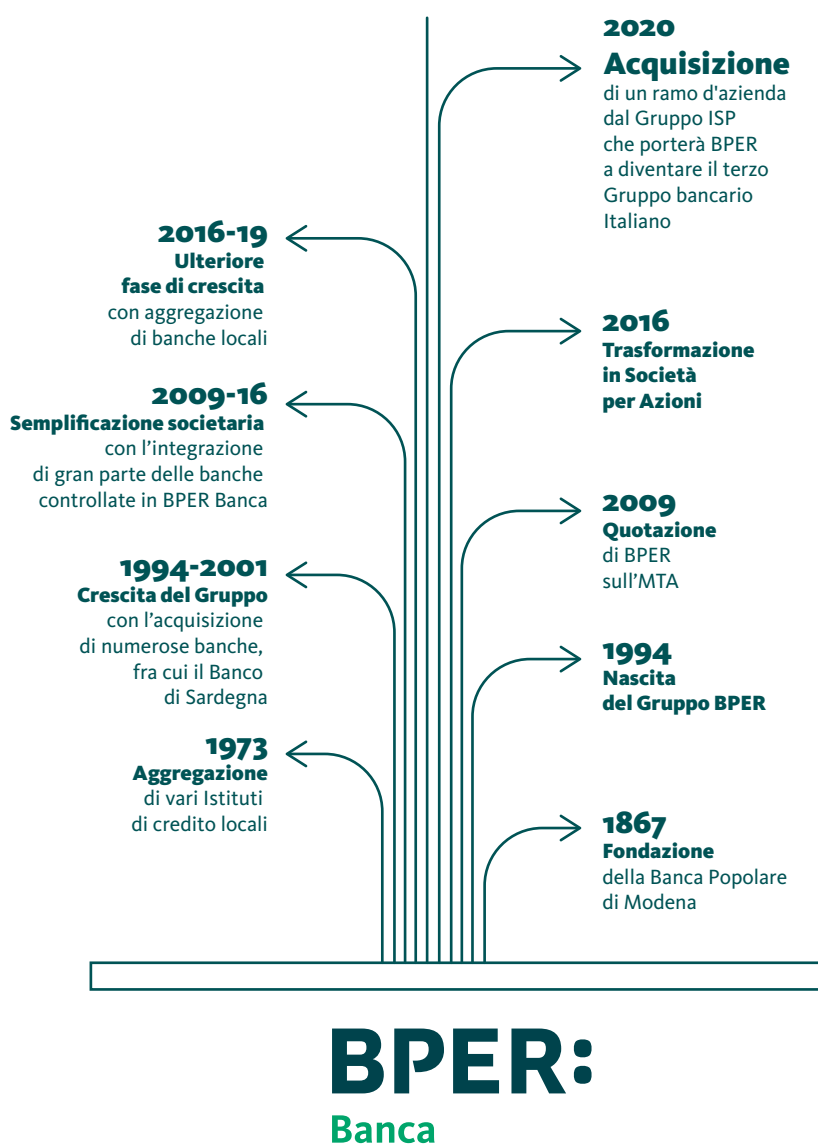 2020
Acquisizione
di un ramo d'azienda
dal Gruppo ISP
che porterà BPER
a diventare il terzo
Gruppo bancario
Italiano
2016-19
Ulteriore
fase di crescita
con aggregazione
di banche locali
2016
Trasformazione
in Società
per Azioni
2009-16
Semplificazione societaria
con l’integrazione
di gran parte delle banche
controllate in BPER Banca
2009
Quotazione
di BPER
sull’MTA
1994-2001
Crescita del Gruppo
con l’acquisizione
di numerose banche,
fra cui il Banco
di Sardegna
1994
Nascita
del Gruppo BPER
1973
Aggregazione
di vari Istituti
di credito locali
1867
Fondazione
della Banca Popolare
di Modena
BPER:
Banca